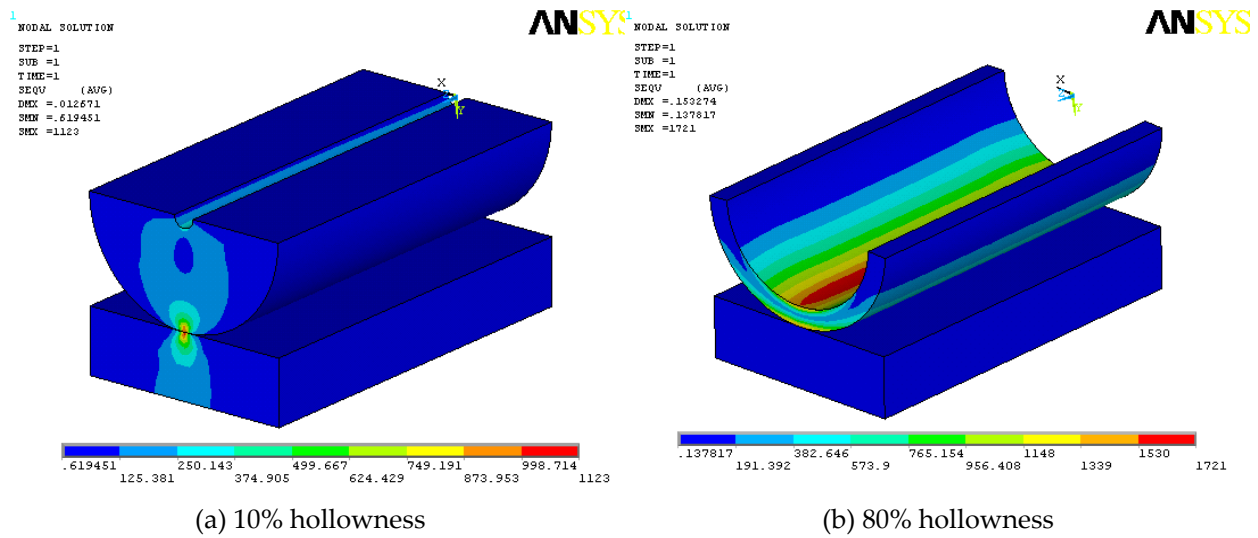 1
NODAL SOLUTION
STEP=1
SUB =1
TIME=1
SEQV (AVG)
DMX =.012671
SMN =.619451
SMX =1123
ANSYS
X
Z
Y
.619451 250.143 499.667 749.191 998.714
125.381 374.905 624.429 873.953 1123
(a) 10% hollowness
1
NODAL SOLUTION
STEP=1
SUB =1
TIME=1
SEQV (AVG)
DMX =.153274
SMN =.137817
SMX =1721
ANSYS
X
Z
Y
.137817 382.646 765.154 1148 1530
191.392 573.9 956.408 1339 1721
(b) 80% hollowness